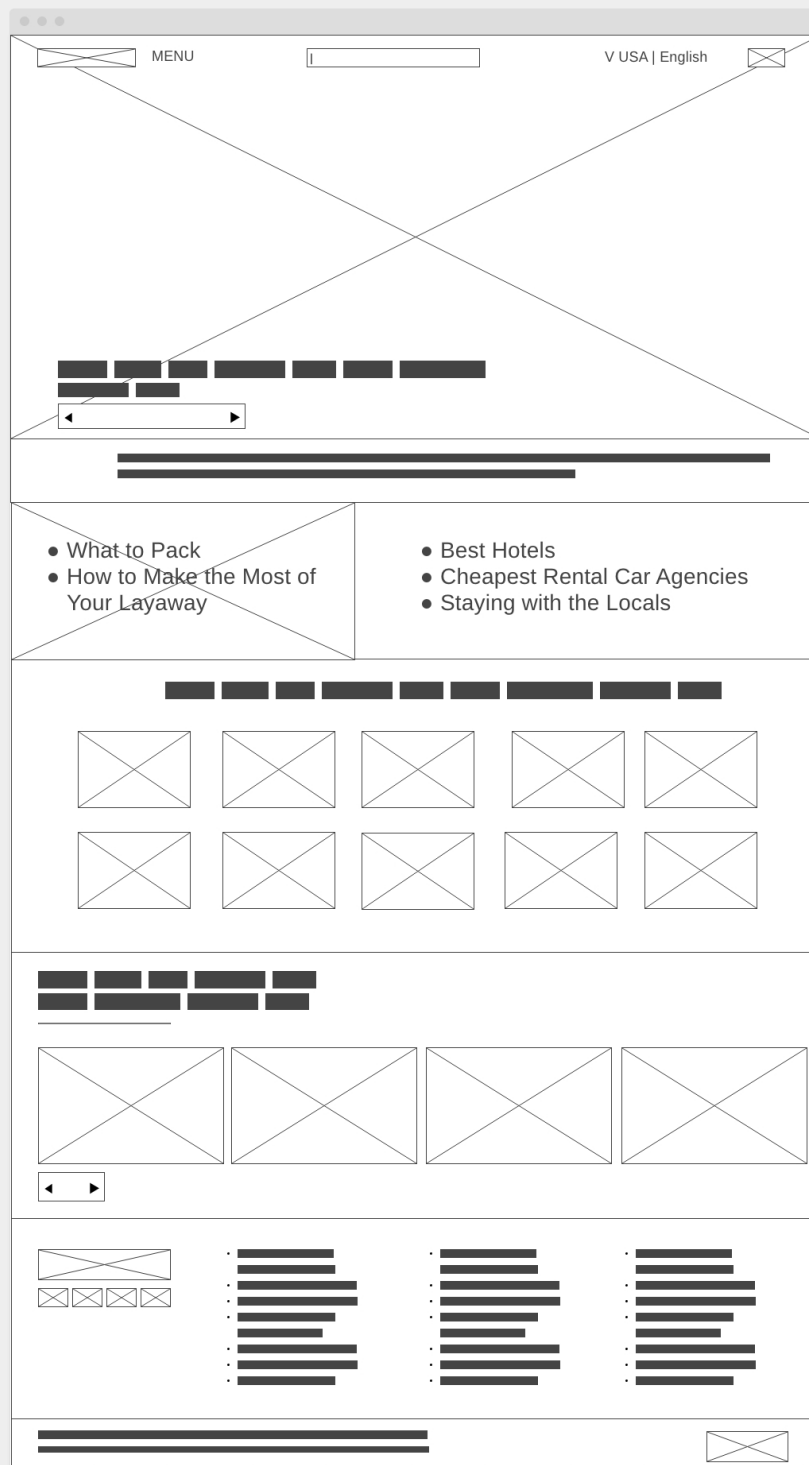 MENU
V USA | English
● What to Pack
● How to Make the Most of
Your Layaway
● Best Hotels
● Cheapest Rental Car Agencies
● Staying with the Locals